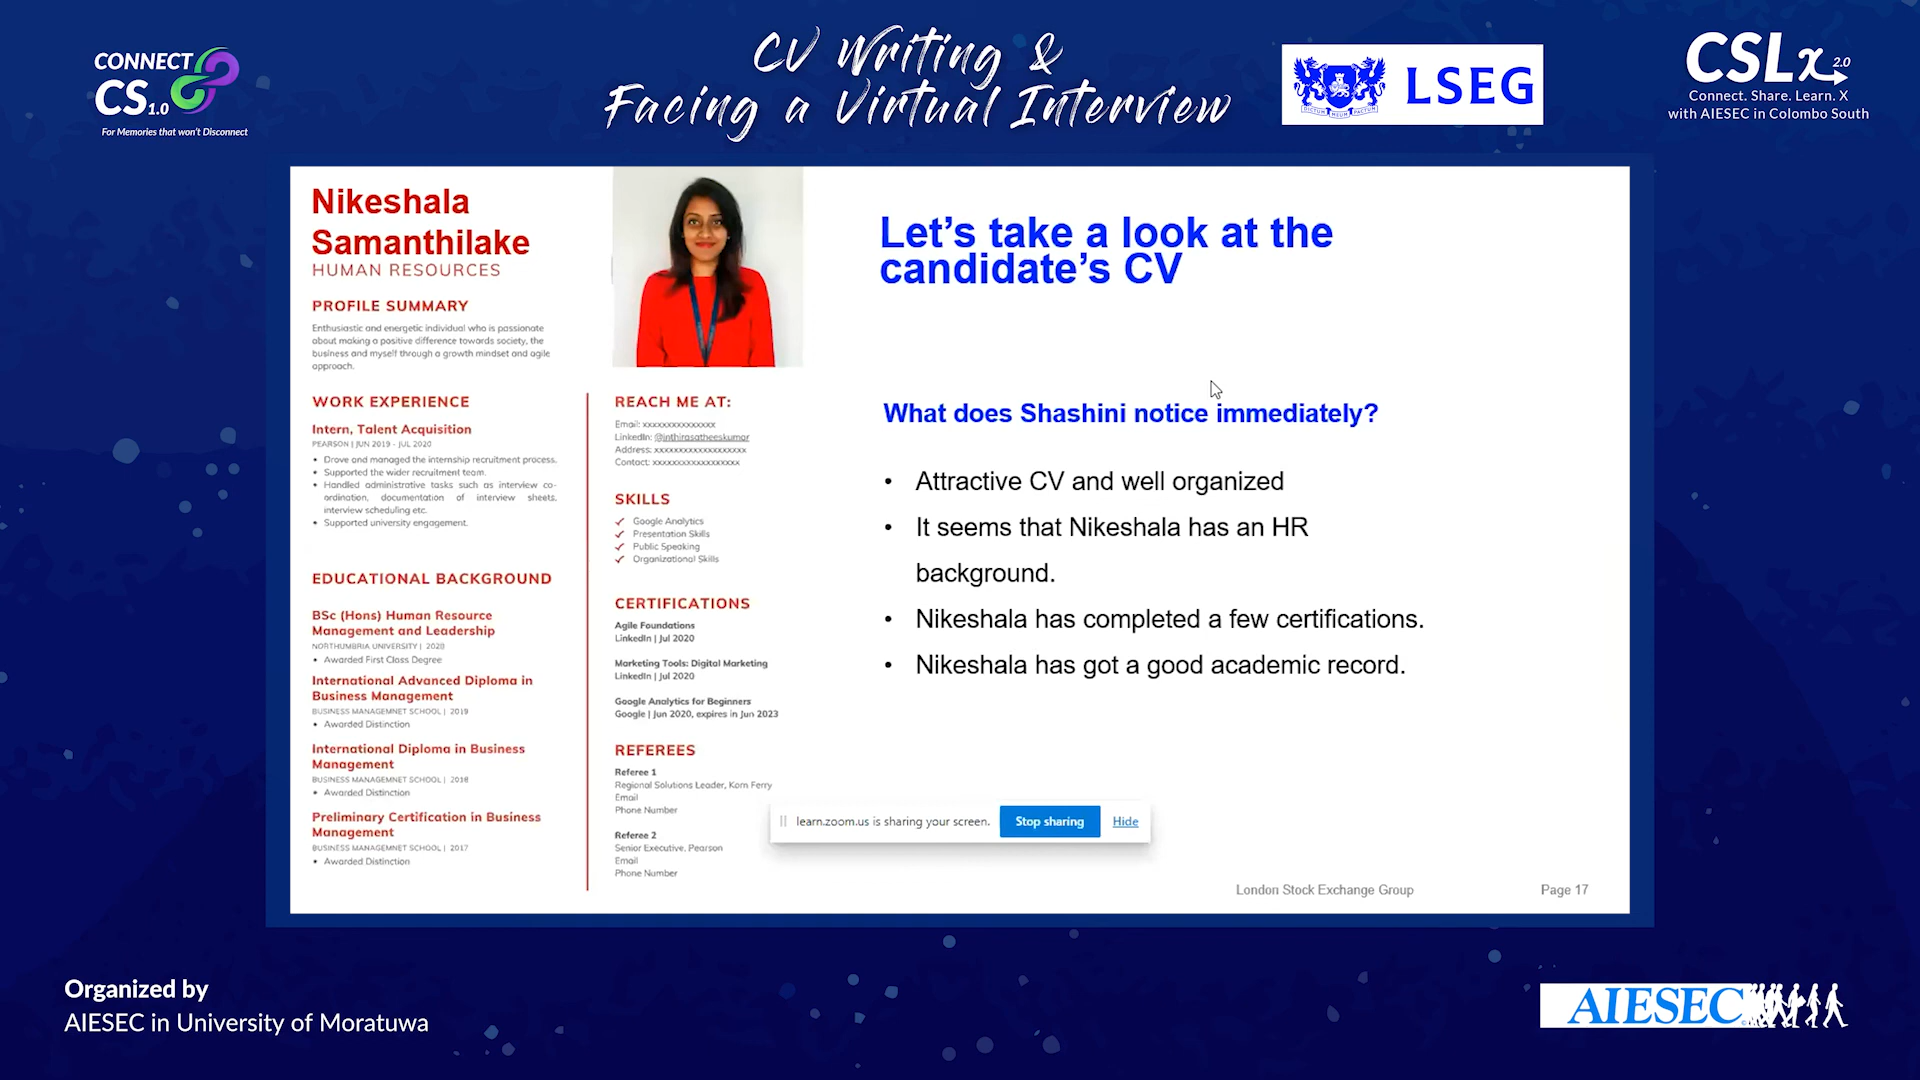 CONNECT
CS 1.0
For Memories that won't Disconnect
CV Writing &
Facing a Virtual Interview
LSEG
CSLx 2.0
Connect. Share. Learn. X
with AIESEC in Colombo South
Nikeshala
Samanthilake
HUMAN RESOURCES
PROFILE SUMMARY
Enthusiastic and energetic individual who is passionate
about making a positive difference towards society, the
business and myself through a growth mindset and agile
approach.
WORK EXPERIENCE
Intern, Talent Acquisition
PEARSON | JUN 2019 - JUL 2020
• Drove and managed the internship recruitment process.
• Supported the wider recruitment team.
• Handled administrative tasks such as interview co-
ordination, documentation of interview sheets,
interview scheduling etc.
• Supported university engagement.
EDUCATIONAL BACKGROUND
BSc (Hons) Human Resource
Management and Leadership
NORTHUMBRIA UNIVERSITY | 2020
• Awarded First Class Degree
International Advanced Diploma in
Business Management
BUSINESS MANAGEMNET SCHOOL | 2019
• Awarded Distinction
International Diploma in Business
Management
BUSINESS MANAGEMNET SCHOOL | 2018
• Awarded Distinction
Preliminary Certification in Business
Management
BUSINESS MANAGEMNET SCHOOL | 2017
• Awarded Distinction
REACH ME AT:
Email: xxxxxxxxxxxxxxx
LinkedIn: @inthirasatheeskumar
Address: xxxxxxxxxxxxxxxxxxx
Contact: xxxxxxxxxxxxxxxxxx
SKILLS
✓ Google Analytics
✓ Presentation Skills
✓ Public Speaking
✓ Organizational Skills
CERTIFICATIONS
Agile Foundations
LinkedIn | Jul 2020
Marketing Tools: Digital Marketing
LinkedIn | Jul 2020
Google Analytics for Beginners
Google | Jun 2020, expires in Jun 2023
REFEREES
Referee 1
Regional Solutions Leader, Korn Ferry
Email
Phone Number
Referee 2
Senior Executive, Pearson
Email
Phone Number
Let's take a look at the
candidate's CV
What does Shashini notice immediately?
• Attractive CV and well organized
• It seems that Nikeshala has an HR
background.
• Nikeshala has completed a few certifications.
• Nikeshala has got a good academic record.
learn.zoom.us is sharing your screen. Stop sharing Hide
London Stock Exchange Group Page 17
Organized by
AIESEC in University of Moratuwa
AIESEC